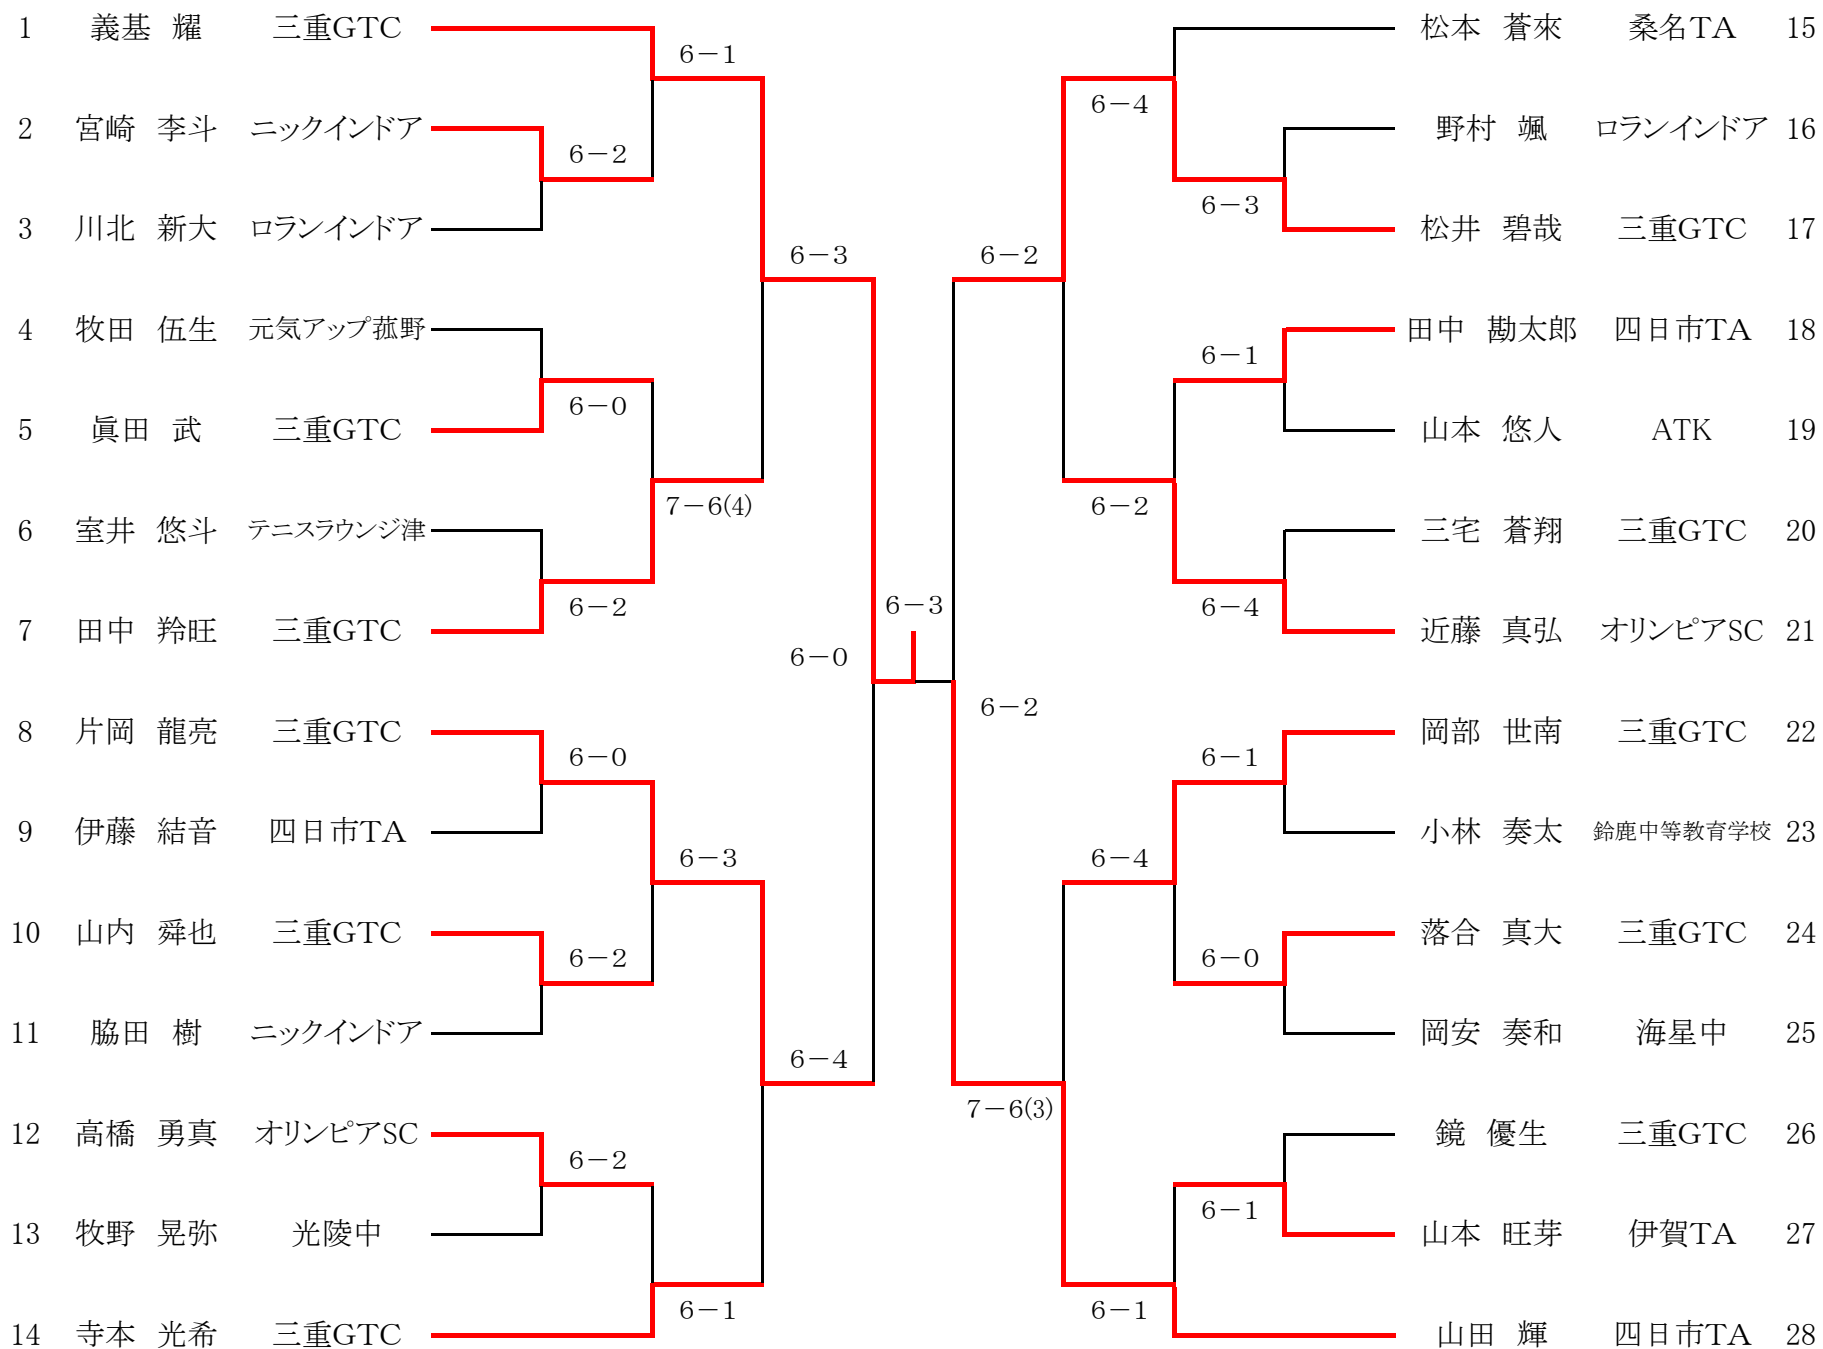 1 義基 耀 三重GTC
2 宮崎 李斗 ニックインドア
3 川北 新大 ロランインドア
4 牧田 伍生 元気アップ菰野
5 眞田 武 三重GTC
6 室井 悠斗 テニスラウンジ津
7 田中 羚旺 三重GTC
8 片岡 龍亮 三重GTC
9 伊藤 結音 四日市TA
10 山内 舜也 三重GTC
11 脇田 樹 ニックインドア
12 高橋 勇真 オリンピアSC
13 牧野 晃弥 光陵中
14 寺本 光希 三重GTC
6-2
6-0
6-2
6-0
6-2
6-2
6-1
7-6(4)
6-3
6-1
6-3
6-4
6-0
6-3
6-2
6-2
7-6(3)
6-4
6-2
6-4
6-1
6-3
6-1
6-4
6-1
6-0
6-1
松本 蒼來 桑名TA 15
野村 颯 ロランインドア 16
松井 碧哉 三重GTC 17
田中 勘太郎 四日市TA 18
山本 悠人 ATK 19
三宅 蒼翔 三重GTC 20
近藤 真弘 オリンピアSC 21
岡部 世南 三重GTC 22
小林 奏太 鈴鹿中等教育学校 23
落合 真大 三重GTC 24
岡安 奏和 海星中 25
鏡 優生 三重GTC 26
山本 旺芽 伊賀TA 27
山田 輝 四日市TA 28